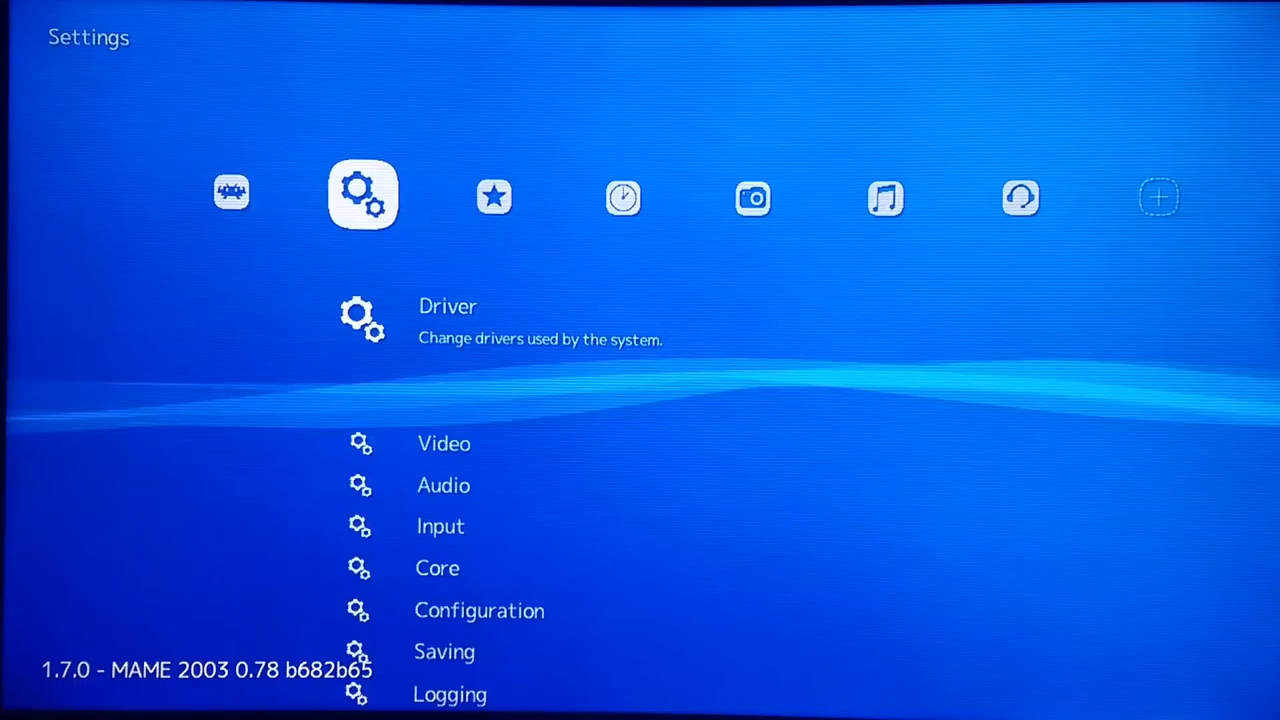 Settings
Driver
Change drivers used by the system.
Video
Audio
Input
Core
Configuration
Saving
1.7.0 - MAME 2003 0.78 b682b65
Logging